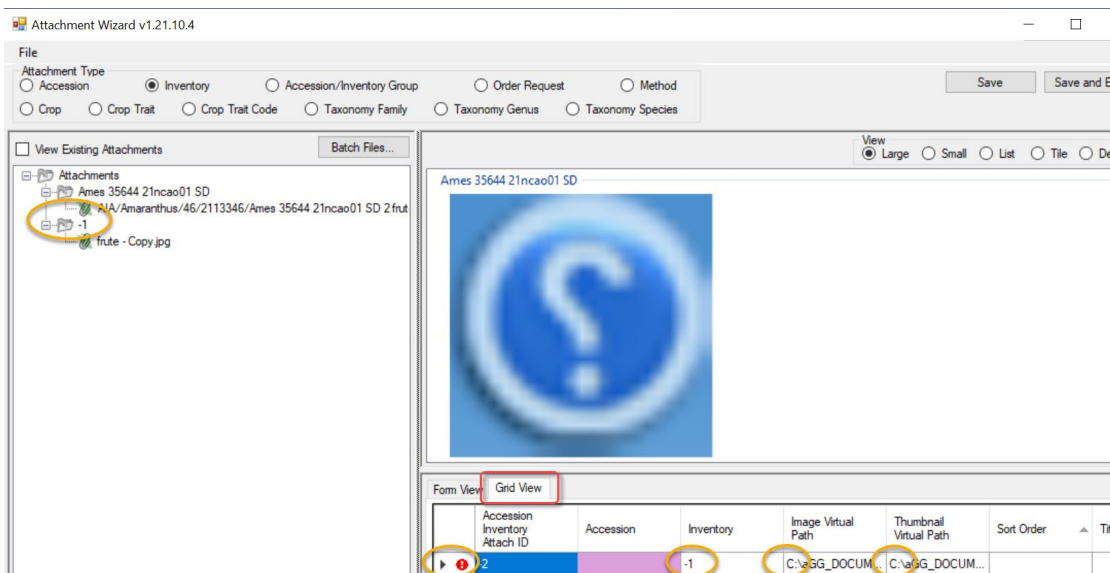 Attachment Wizard v1.21.10.4
File
Attachment Type
Accession Inventory Accession/Inventory Group Order Request Method
Save Save and E
Crop Crop Trait Crop Trait Code Taxonomy Family Taxonomy Genus Taxonomy Species
View Existing Attachments Batch Files...
View
Large Small List Tile De
Attachments
Ames 35644 21ncao01 SD
AIA/Amaranthus/46/2113346/Ames 35644 21ncao01 SD 2frut
-1
frute - Copy.jpg
Ames 35644 21ncao01 SD
Form View Grid View
Accession Inventory Attach ID Accession Inventory Image Virtual Path Thumbnail Virtual Path Sort Order Tit
-2 -1 C:\aGG_DOCUM... C:\aGG_DOCUM...